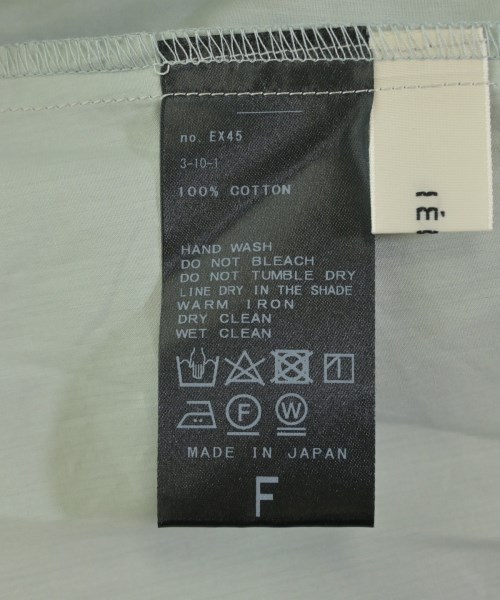 no. EX45
3-10-1
100% COTTON
HAND WASH
DO NOT BLEACH
DO NOT TUMBLE DRY
LINE DRY IN THE SHADE
WARM IRON
DRY CLEAN
WET CLEAN
F W
MADE IN JAPAN
F